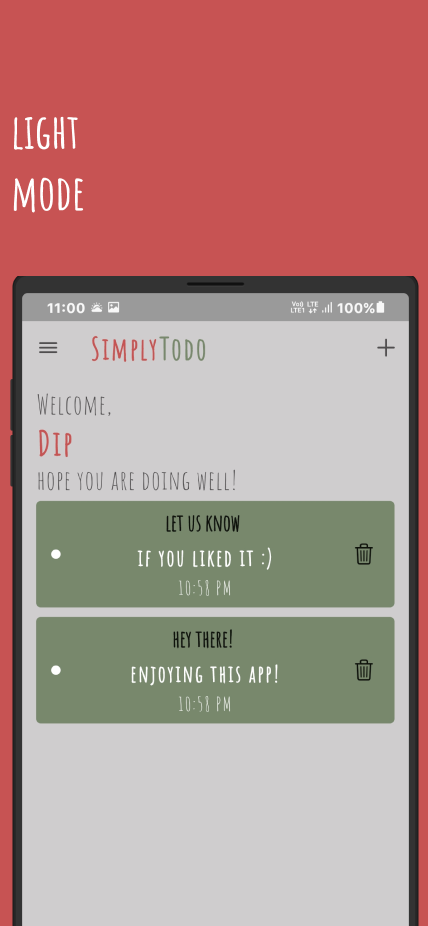 LIGHT
MODE
11:00 Vo)) LTE 100%
LTE1
SIMPLYTODO
WELCOME,
DIP
HOPE YOU ARE DOING WELL!
LET US KNOW
IF YOU LIKED IT :)
10:58 PM
HEY THERE!
ENJOYING THIS APP!
10:58 PM